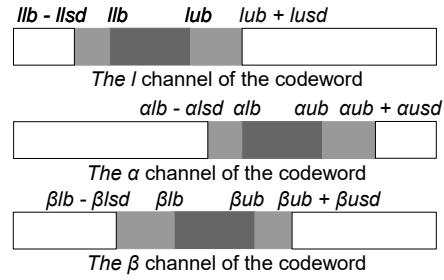 llb - llsd llb lub lub + lusd
The l channel of the codeword
αlb - αlsd αlb αub αub + αusd
The α channel of the codeword
βlb - βlsd βlb βub βub + βusd
The β channel of the codeword